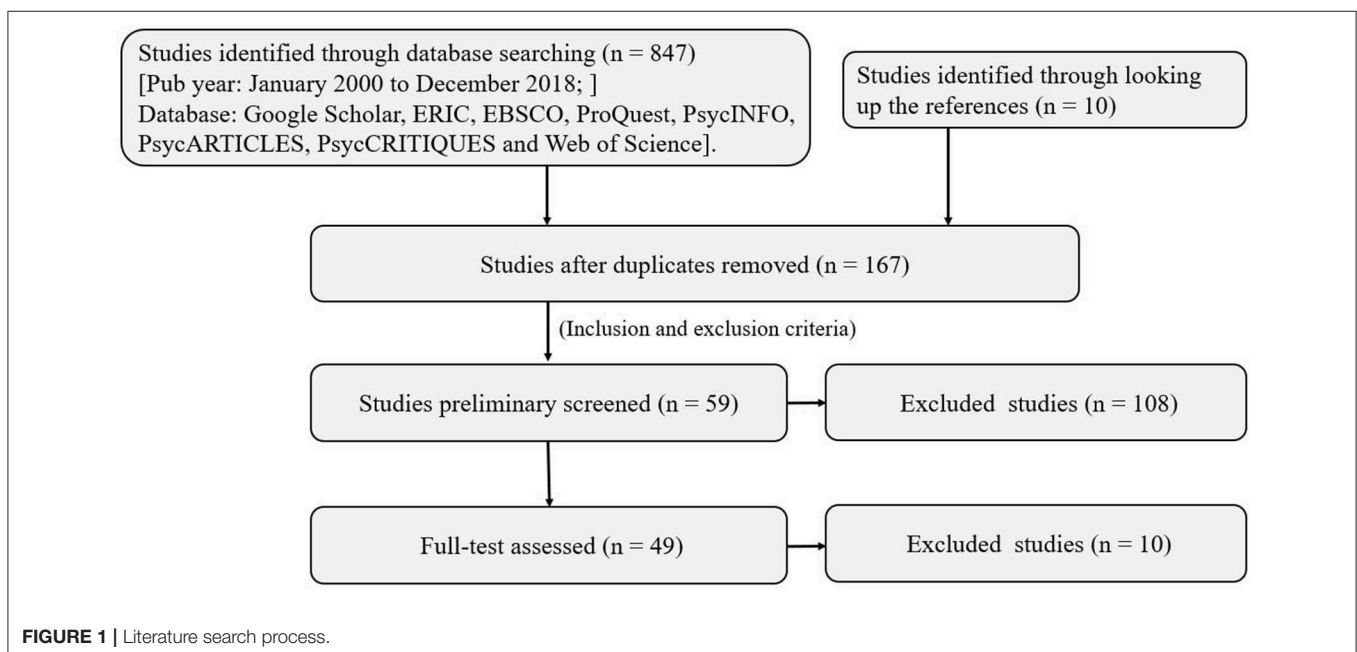 Studies identified through database searching (n = 847)
[Pub year: January 2000 to December 2018; ]
Database: Google Scholar, ERIC, EBSCO, ProQuest, PsycINFO,
PsycARTICLES, PsycCRITIQUES and Web of Science].
Studies identified through looking
up the references (n = 10)
Studies after duplicates removed (n = 167)
(Inclusion and exclusion criteria)
Studies preliminary screened (n = 59)
Excluded studies (n = 108)
Full-test assessed (n = 49)
Excluded studies (n = 10)
FIGURE 1 | Literature search process.